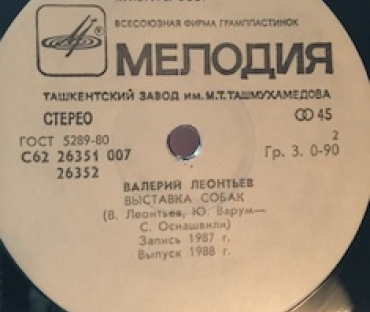 ВСЕСОЮЗНАЯ ФИРМА ГРАМПЛАСТИНОК
МЕЛОДИЯ
ТАШКЕНТСКИЙ ЗАВОД им. М.Т. ТАШМУХАМЕДОВА
СТЕРЕО
45
ГОСТ 5289-80
2
С62 26351 007
Гр. 3. 0-90
26352
ВАЛЕРИЙ ЛЕОНТЬЕВ
ВЫСТАВКА СОБАК
(В. Леонтьев, Ю. Варум—
С. Оснашвили)
Запись 1987 г.
Выпуск 1988 г.